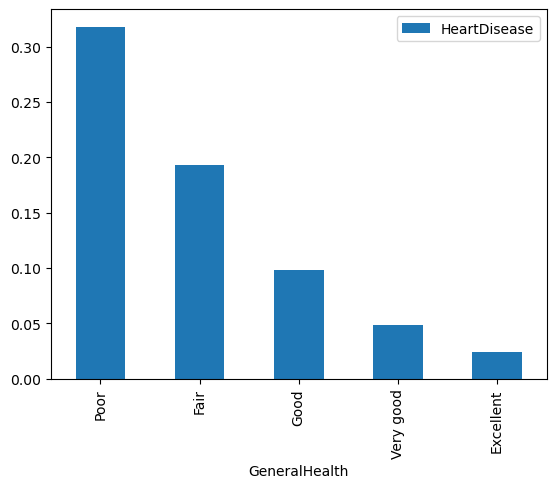 HeartDisease
0.30
0.25
0.20
0.15
0.10
0.05
0.00
Poor
Fair
Good
Very good
Excellent
GeneralHealth